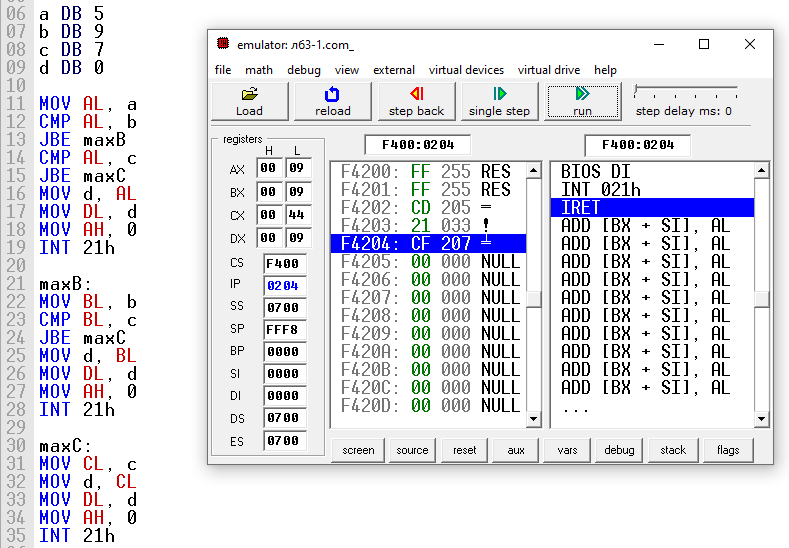 06 a DB 5
07 b DB 9
08 c DB 7
09 d DB 0
10
11 MOV AL, a
12 CMP AL, b
13 JBE maxB
14 CMP AL, c
15 JBE maxC
16 MOV d, AL
17 MOV DL, d
18 MOV AH, 0
19 INT 21h
20
21 maxB:
22 MOV BL, b
23 CMP BL, c
24 JBE maxC
25 MOV d, BL
26 MOV DL, d
27 MOV AH, 0
28 INT 21h
29
30 maxC:
31 MOV CL, c
32 MOV d, CL
33 MOV DL, d
34 MOV AH, 0
35 INT 21h
emulator: л63-1.com_
file math debug view external virtual devices virtual drive help
Load reload step back single step run step delay ms: 0
registers
H L
AX 00 09
BX 00 09
CX 00 44
DX 00 09
CS F400
IP 0204
SS 0700
SP FFF8
BP 0000
SI 0000
DI 0000
DS 0700
ES 0700
F400:0204
F4200: FF 255 RES
F4201: FF 255 RES
F4202: CD 205 ═
F4203: 21 033 !
F4204: CF 207 ╧
F4205: 00 000 NULL
F4206: 00 000 NULL
F4207: 00 000 NULL
F4208: 00 000 NULL
F4209: 00 000 NULL
F420A: 00 000 NULL
F420B: 00 000 NULL
F420C: 00 000 NULL
F420D: 00 000 NULL
F400:0204
BIOS DI
INT 021h
IRET
ADD [BX + SI], AL
ADD [BX + SI], AL
ADD [BX + SI], AL
ADD [BX + SI], AL
ADD [BX + SI], AL
ADD [BX + SI], AL
ADD [BX + SI], AL
ADD [BX + SI], AL
ADD [BX + SI], AL
ADD [BX + SI], AL
...
screen source reset aux vars debug stack flags